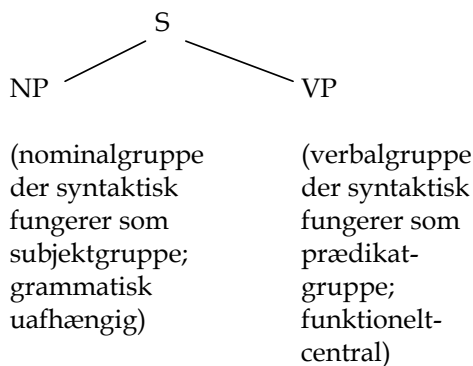 S
NP VP
(nominalgruppe (verbalgruppe
der syntaktisk der syntaktisk
fungerer som fungerer som
subjektgruppe; prædikat-
grammatisk gruppe;
uafhængig) funktionelt-
central)